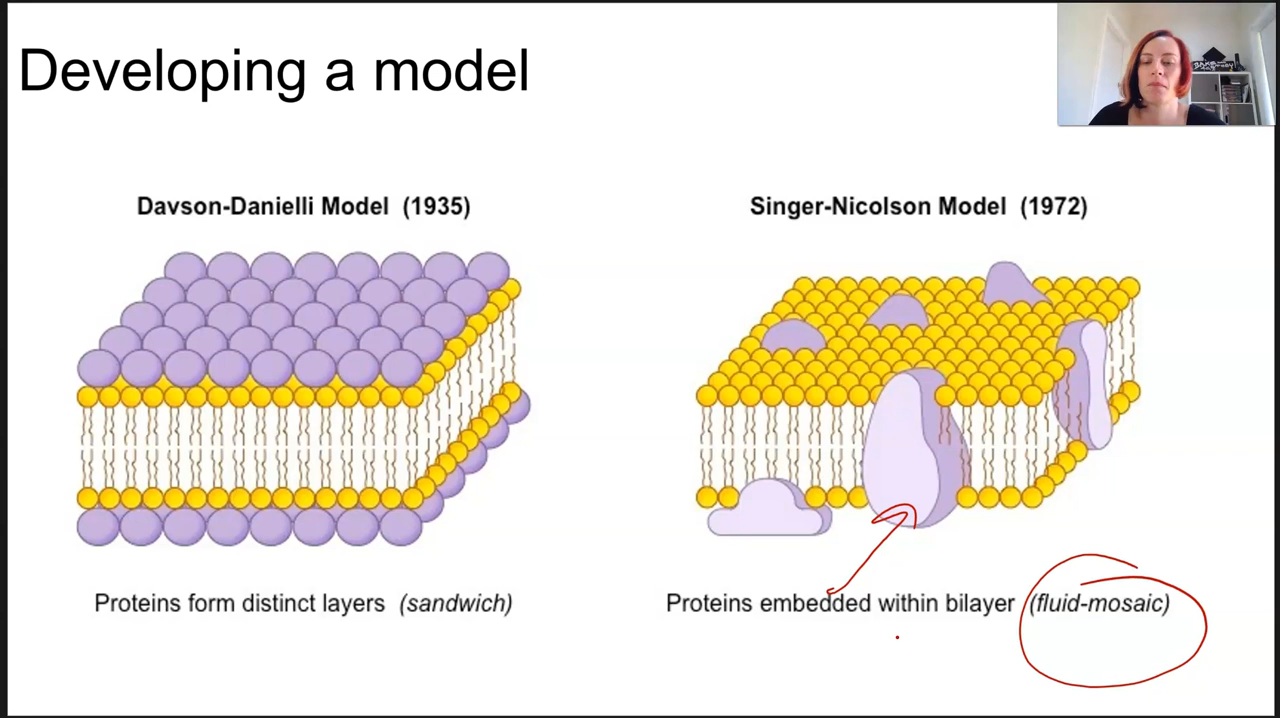 Developing a model
Davson-Danielli Model (1935)
Singer-Nicolson Model (1972)
Proteins form distinct layers (sandwich)
Proteins embedded within bilayer (fluid-mosaic)